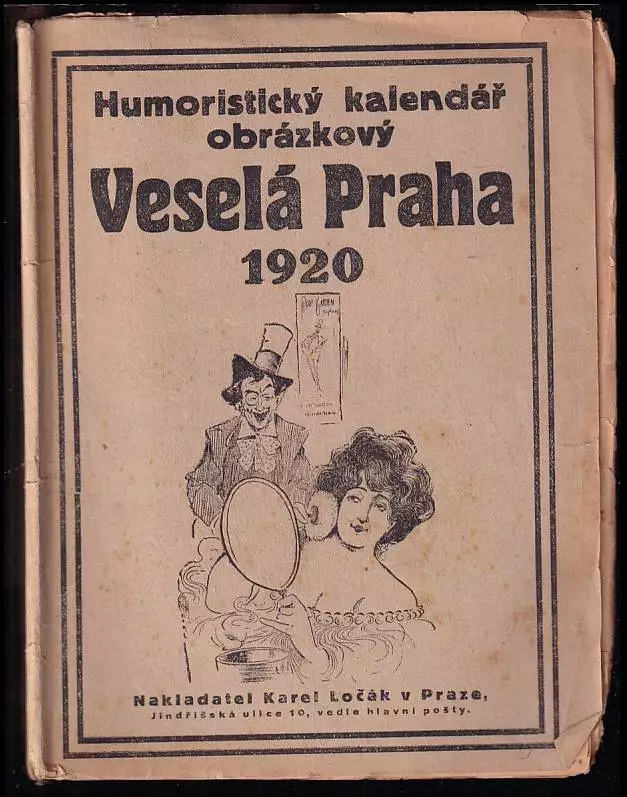 Humoristický kalendář
obrázkový
Veselá Praha
1920
Nakladatel Karel Ločák v Praze,
Jindřišská ulice 10, vedle hlavní pošty.